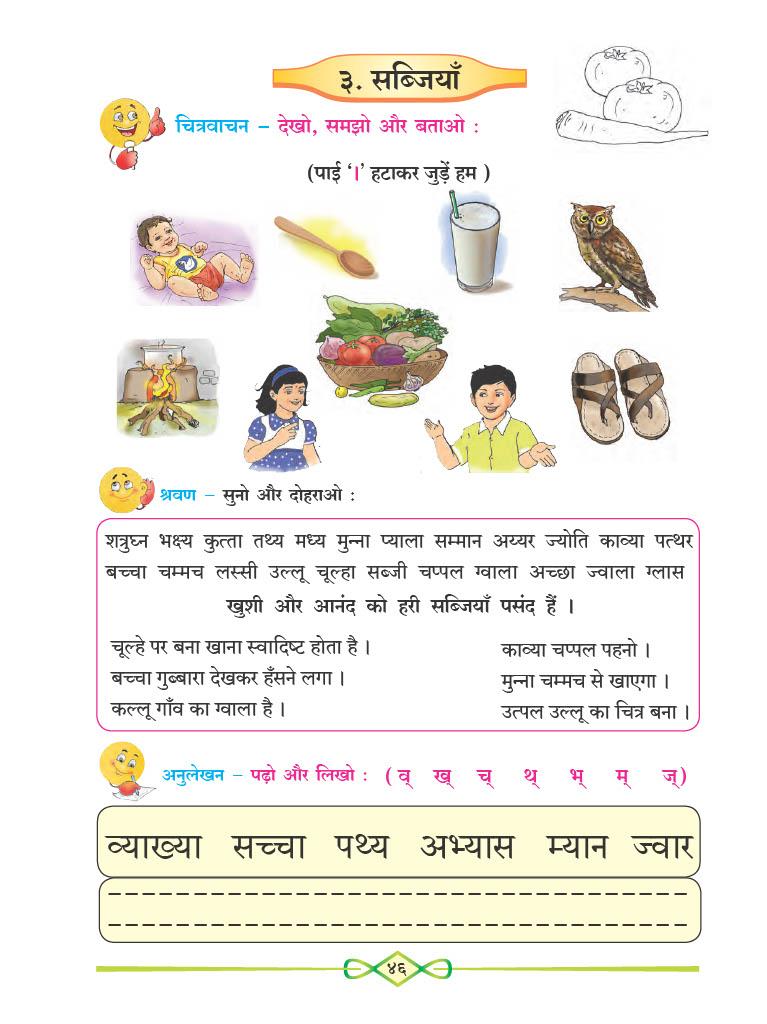 ३. सब्जियाँ
चित्रवाचन – देखो, समझो और बताओ :
(पाई ‘।’ हटाकर जुड़ें हम )
श्रवण – सुनो और दोहराओ :
शत्रुघ्न भक्ष्य कुत्ता तथ्य मध्य मुन्ना प्याला सम्मान अय्यर ज्योति काव्या पत्थर
बच्चा चम्मच लस्सी उल्लू चूल्हा सब्जी चप्पल ग्वाला अच्छा ज्वाला ग्लास
खुशी और आनंद को हरी सब्जियाँ पसंद हैं ।
चूल्हे पर बना खाना स्वादिष्ट होता है ।
बच्चा गुब्बारा देखकर हँसने लगा ।
कल्लू गाँव का ग्वाला है ।
काव्या चप्पल पहनो ।
मुन्ना चम्मच से खाएगा ।
उत्पल उल्लू का चित्र बना ।
अनुलेखन – पढ़ो और लिखो : ( व् ख् च् थ् भ् म् ज्)
व्याख्या सच्चा पथ्य अभ्यास म्यान ज्वार
४६